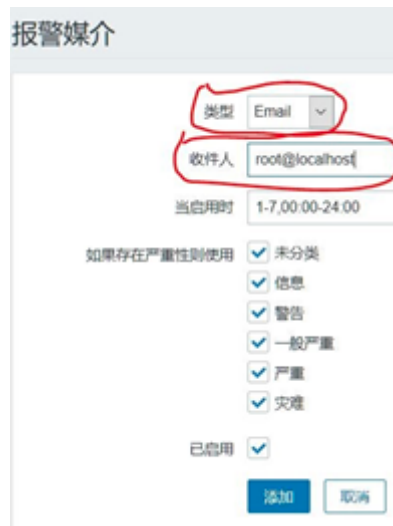 报警媒介
类型 Email
收件人 root@localhost
当启用时 1-7,00:00-24:00
如果存在严重性则使用 未分类
信息
警告
一般严重
严重
灾难
已启用
添加 取消